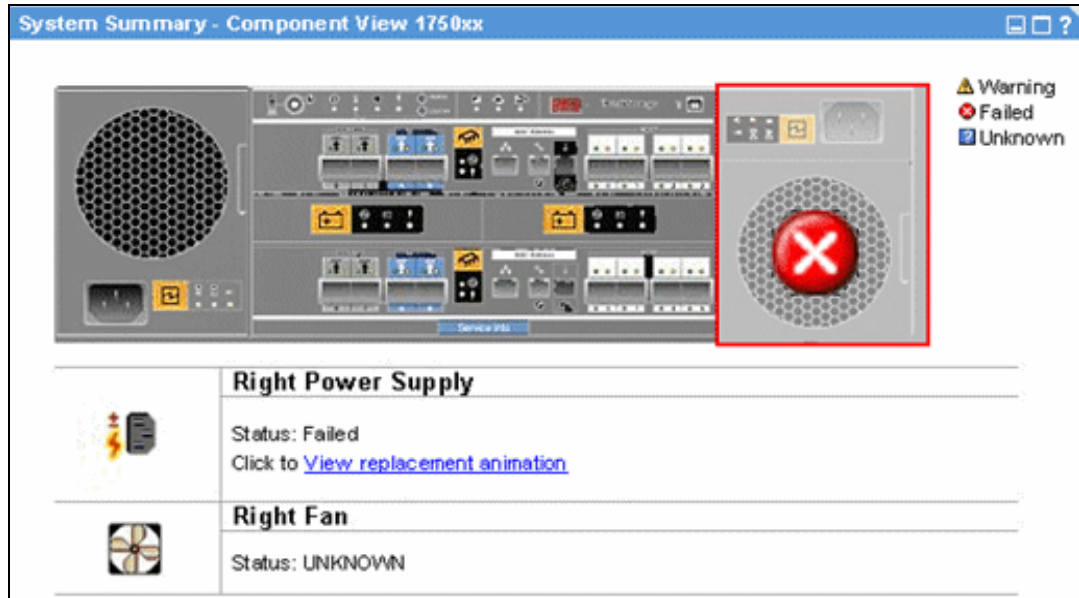 System Summary - Component View 1750xx
Warning
Failed
Unknown
Service Info
Right Power Supply
Status: Failed
Click to View replacement animation
Right Fan
Status: UNKNOWN